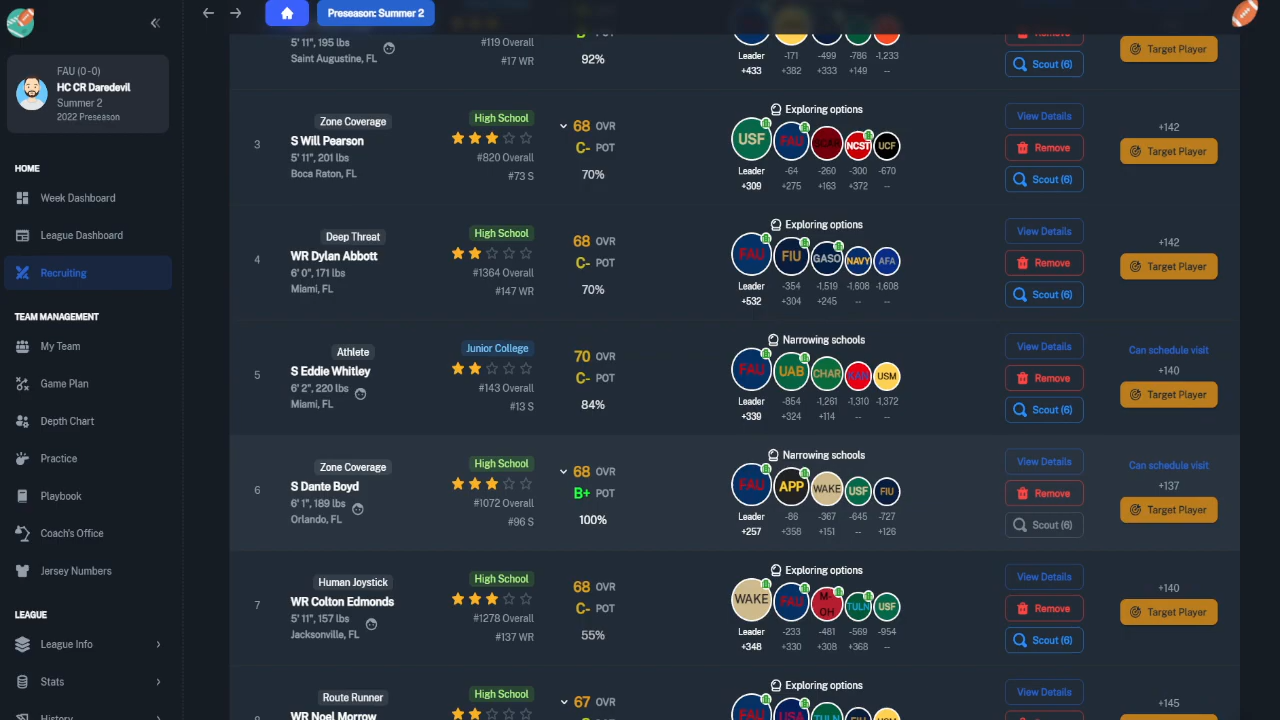 Preseason: Summer 2
FAU (0-0)
HC CR Daredevil
Summer 2
2022 Preseason
HOME
Week Dashboard
League Dashboard
Recruiting
TEAM MANAGEMENT
My Team
Game Plan
Depth Chart
Practice
Playbook
Coach's Office
Jersey Numbers
LEAGUE
League Info
Stats
History
5' 11", 195 lbs
Saint Augustine, FL
#119 Overall
#17 WR
POT
92%
Leader -171 -499 -786 -1,233
+433 +382 +333 +149 --
Remove
Scout (6)
Target Player
3
Zone Coverage
S Will Pearson
5' 11", 201 lbs
Boca Raton, FL
High School
#820 Overall
#73 S
68 OVR
C- POT
70%
Exploring options
USF FAU SCAR NCST UCF
Leader -64 -260 -300 -670
+309 +275 +163 +372 --
View Details
Remove
Scout (6)
+142
Target Player
4
Deep Threat
WR Dylan Abbott
6' 0", 171 lbs
Miami, FL
High School
#1364 Overall
#147 WR
68 OVR
C- POT
70%
Exploring options
FAU FIU GASO NAVY AFA
Leader -354 -1,519 -1,608 -1,608
+532 +304 +245 -- --
View Details
Remove
Scout (6)
+142
Target Player
5
Athlete
S Eddie Whitley
6' 2", 220 lbs
Miami, FL
Junior College
#143 Overall
#13 S
70 OVR
C- POT
84%
Narrowing schools
FAU UAB CHAR USM
Leader -854 -1,261 -1,310 -1,372
+339 +324 +114 -- --
View Details
Remove
Scout (6)
Can schedule visit
+140
Target Player
6
Zone Coverage
S Dante Boyd
6' 1", 189 lbs
Orlando, FL
High School
#1072 Overall
#96 S
68 OVR
B+ POT
100%
Narrowing schools
FAU APP WAKE USF FIU
Leader -86 -367 -645 -727
+257 +358 +151 -- +126
View Details
Remove
Scout (6)
Can schedule visit
+137
Target Player
7
Human Joystick
WR Colton Edmonds
5' 11", 157 lbs
Jacksonville, FL
High School
#1278 Overall
#137 WR
68 OVR
C- POT
55%
Exploring options
WAKE FAU M-OH TULN USF
Leader -233 -481 -569 -954
+348 +330 +308 +368 --
View Details
Remove
Scout (6)
+140
Target Player
Route Runner
WR Noel Morrow
High School
67 OVR
Exploring options
FAU USA TULN FIU USM
View Details
+145